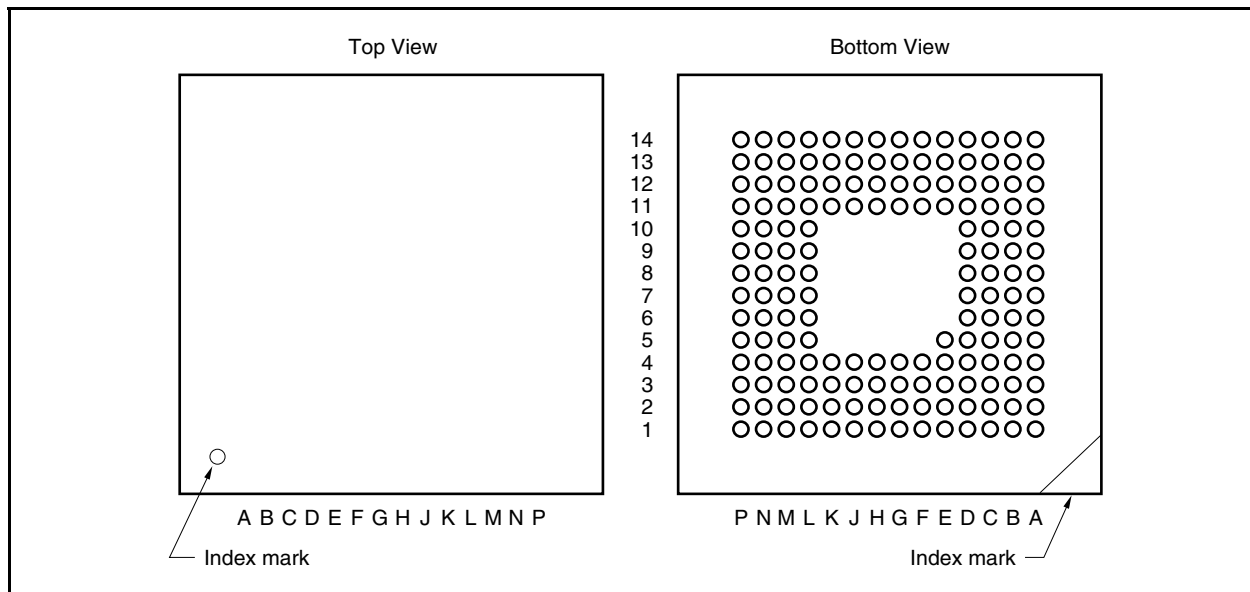 Top View
Bottom View
14
13
12
11
10
9
8
7
6
5
4
3
2
1
A B C D E F G H J K L M N P
P N M L K J H G F E D C B A
Index mark
Index mark